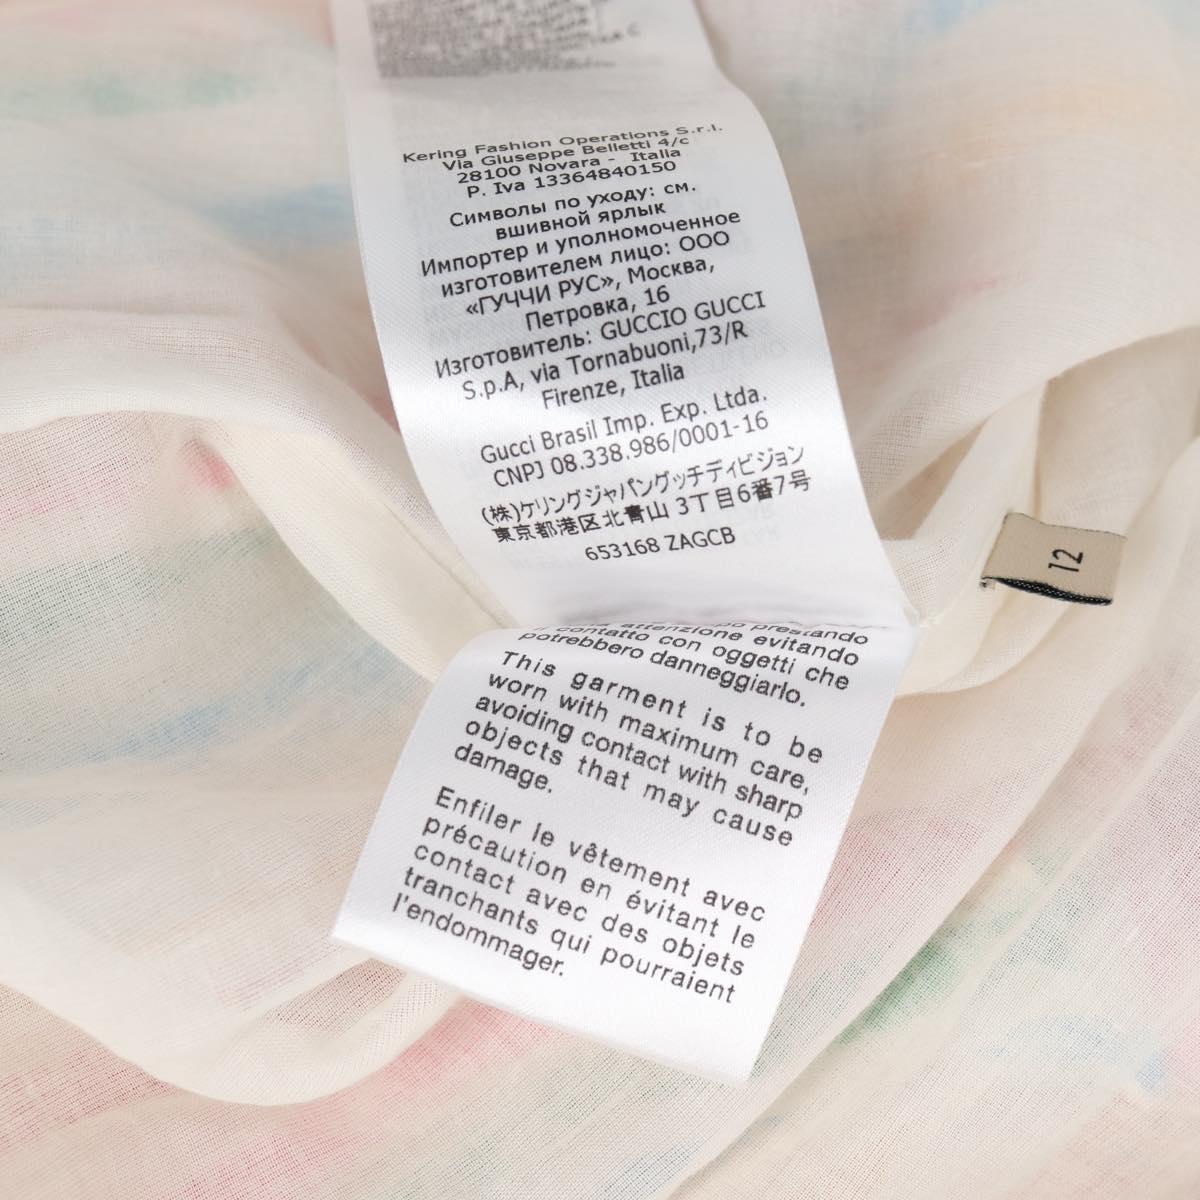 Kering Fashion Operations S.r.l.
Via Giuseppe Belletti 4/c
28100 Novara - Italia
P. Iva 13364840150
Символы по уходу: см.
вшивной ярлык
Импортер и уполномоченное
изготовителем лицо: ООО
«ГУЧЧИ РУС», Москва,
Петровка, 16
Изготовитель: GUCCIO GUCCI
S.p.A, via Tornabuoni,73/R
Firenze, Italia
Gucci Brasil Imp. Exp. Ltda.
CNPJ 08.338.986/0001-16
(株)ケリングジャパングッチディビジョン
東京都港区北青山 3丁目6番7号
653168 ZAGCB
12
prestando
attenzione evitando
il contatto con oggetti che
potrebbero danneggiarlo.
This garment is to be
worn with maximum care,
avoiding contact with sharp
objects that may cause
damage.
Enfiler le vêtement avec
précaution en évitant le
contact avec des objets
tranchants qui pourraient
l'endommager.